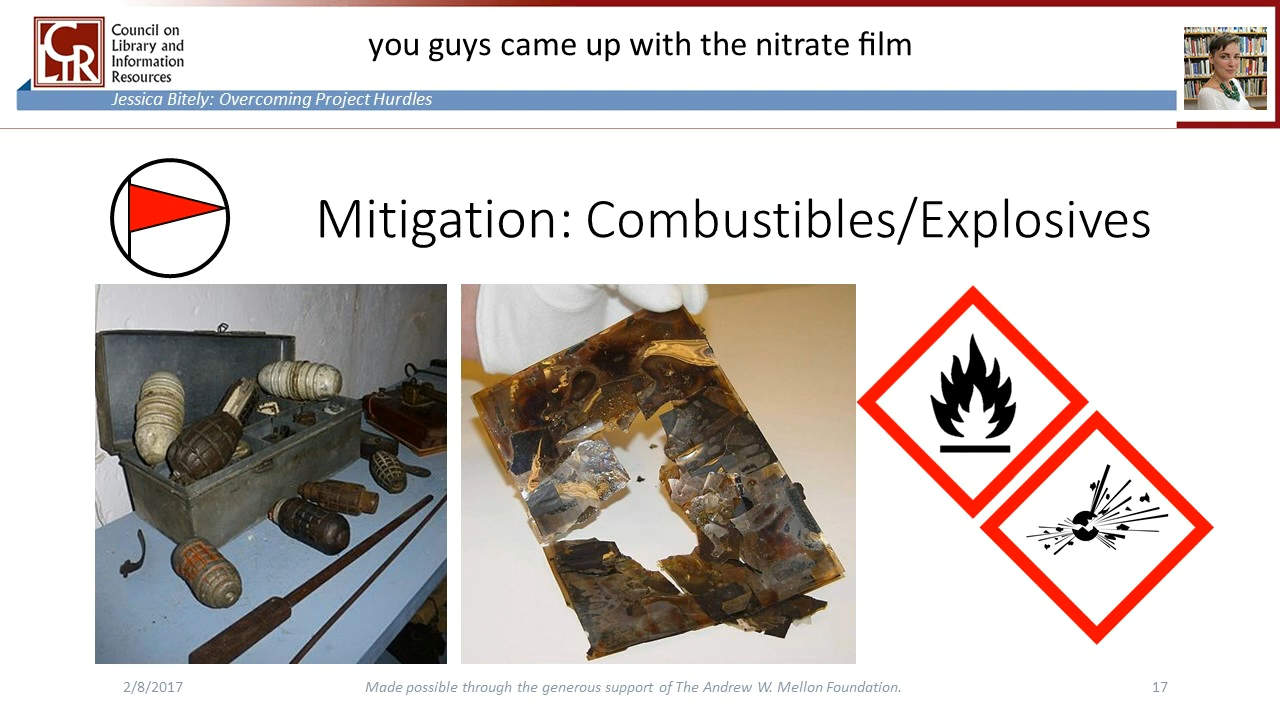 you guys came up with the nitrate film
CLIR
Council on
Library and
Information
Resources
Jessica Bitely: Overcoming Project Hurdles
Mitigation: Combustibles/Explosives
2/8/2017
Made possible through the generous support of The Andrew W. Mellon Foundation.
17